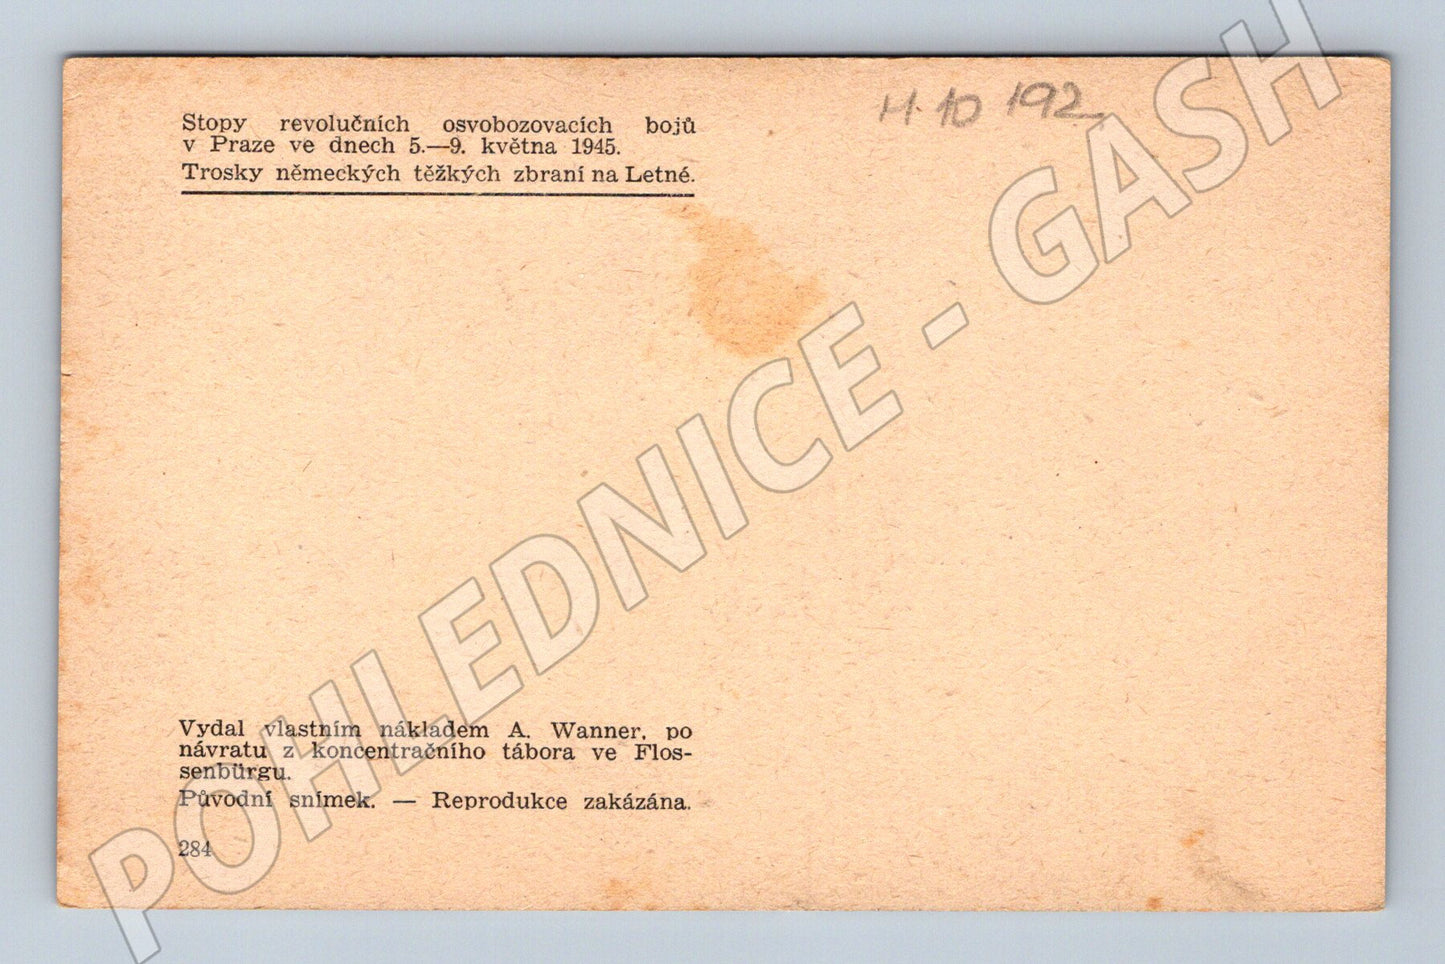 Stopy revolučních osvobozovacích bojů
v Praze ve dnech 5.—9. května 1945.
Trosky německých těžkých zbraní na Letné.
H 10 192
POHLEDNICE - GASH
Vydal vlastním nákladem A. Wanner, po
návratu z koncentračního tábora ve Flos-
senbürgu.
Původní snímek. — Reprodukce zakázána.
284